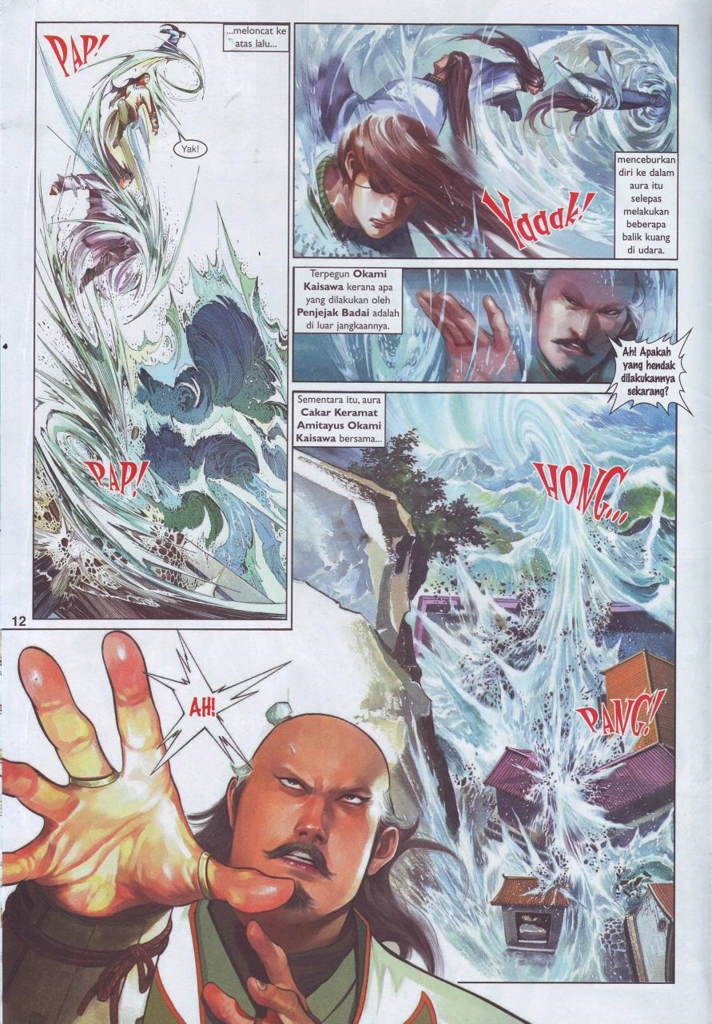 PAP!
...meloncat ke
atas lalu...
Yak!
PAP!
menceburkan
diri ke dalam
aura itu
selepas
melakukan
beberapa
balik kuang
di udara.
Ydaaak!
Terpegun Okami
Kaisawa kerana apa
yang dilakukan oleh
Penjejak Badai adalah
di luar jangkaannya.
Ah! Apakah
yang hendak
dilakukannya
sekarang?
Sementara itu, aura
Cakar Keramat
Amitayus Okami
Kaisawa bersama...
HONG...
PANG!
12
AH!